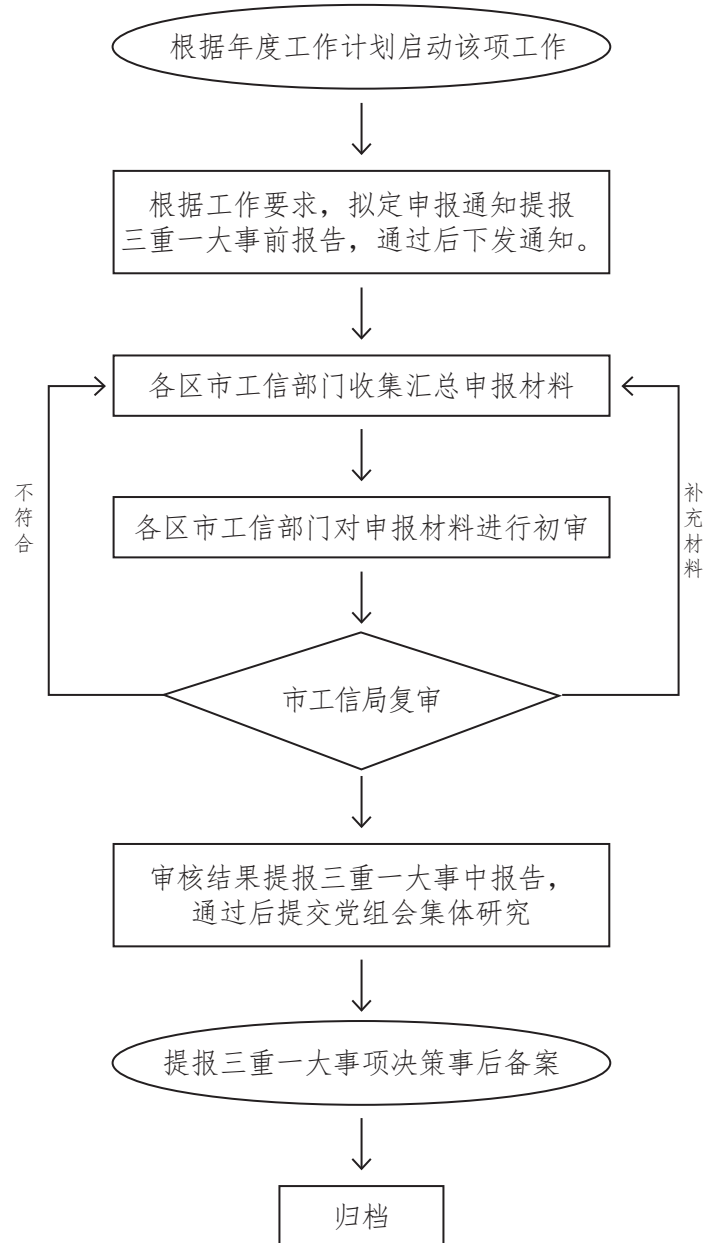 根据年度工作计划启动该项工作
根据工作要求，拟定申报通知提报
三重一大事前报告，通过后下发通知。
各区市工信部门收集汇总申报材料
不符合
补充材料
各区市工信部门对申报材料进行初审
市工信局复审
审核结果提报三重一大事中报告，
通过后提交党组会集体研究
提报三重一大事项决策事后备案
归档